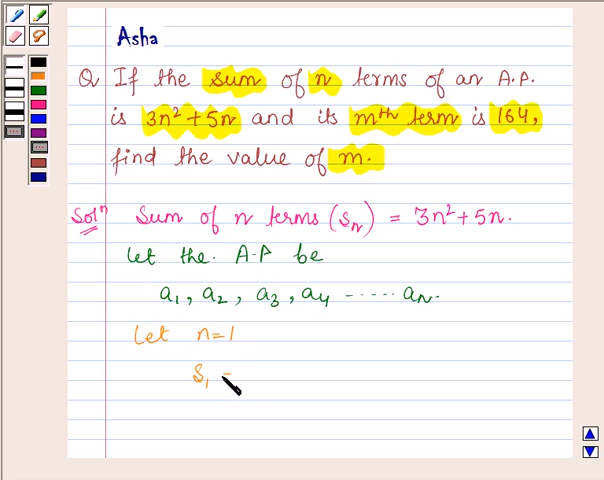 Asha
Q If the sum of n terms of an A.P.
is 3n²+5n and its mᵗʰ term is 164,
find the value of m.
Solⁿ Sum of n terms (Sₙ) = 3n²+5n.
Let the A.P be
a₁, a₂, a₃, a₄ ------ aₙ.
Let n=1
S₁ =